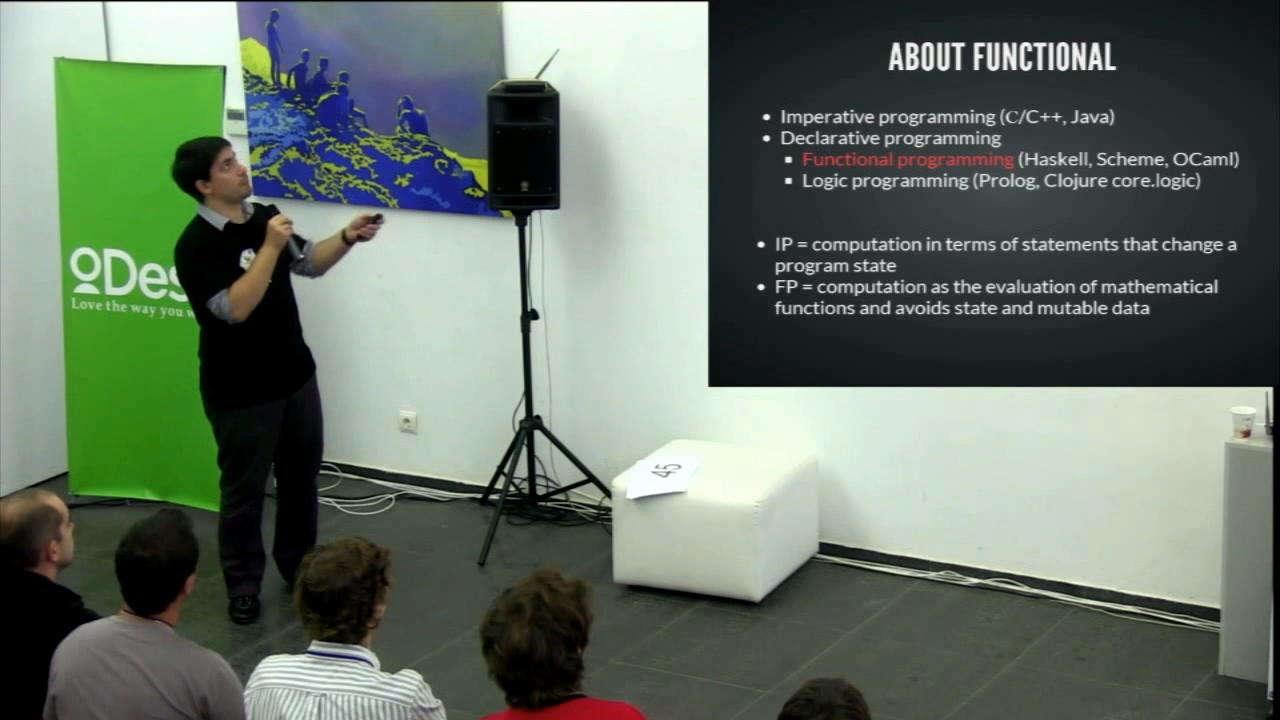 ABOUT FUNCTIONAL
Imperative programming (C/C++, Java)
Declarative programming
Functional programming (Haskell, Scheme, OCaml)
Logic programming (Prolog, Clojure core.logic)
IP = computation in terms of statements that change a
program state
FP = computation as the evaluation of mathematical
functions and avoids state and mutable data
oDes
Love the way you w
45